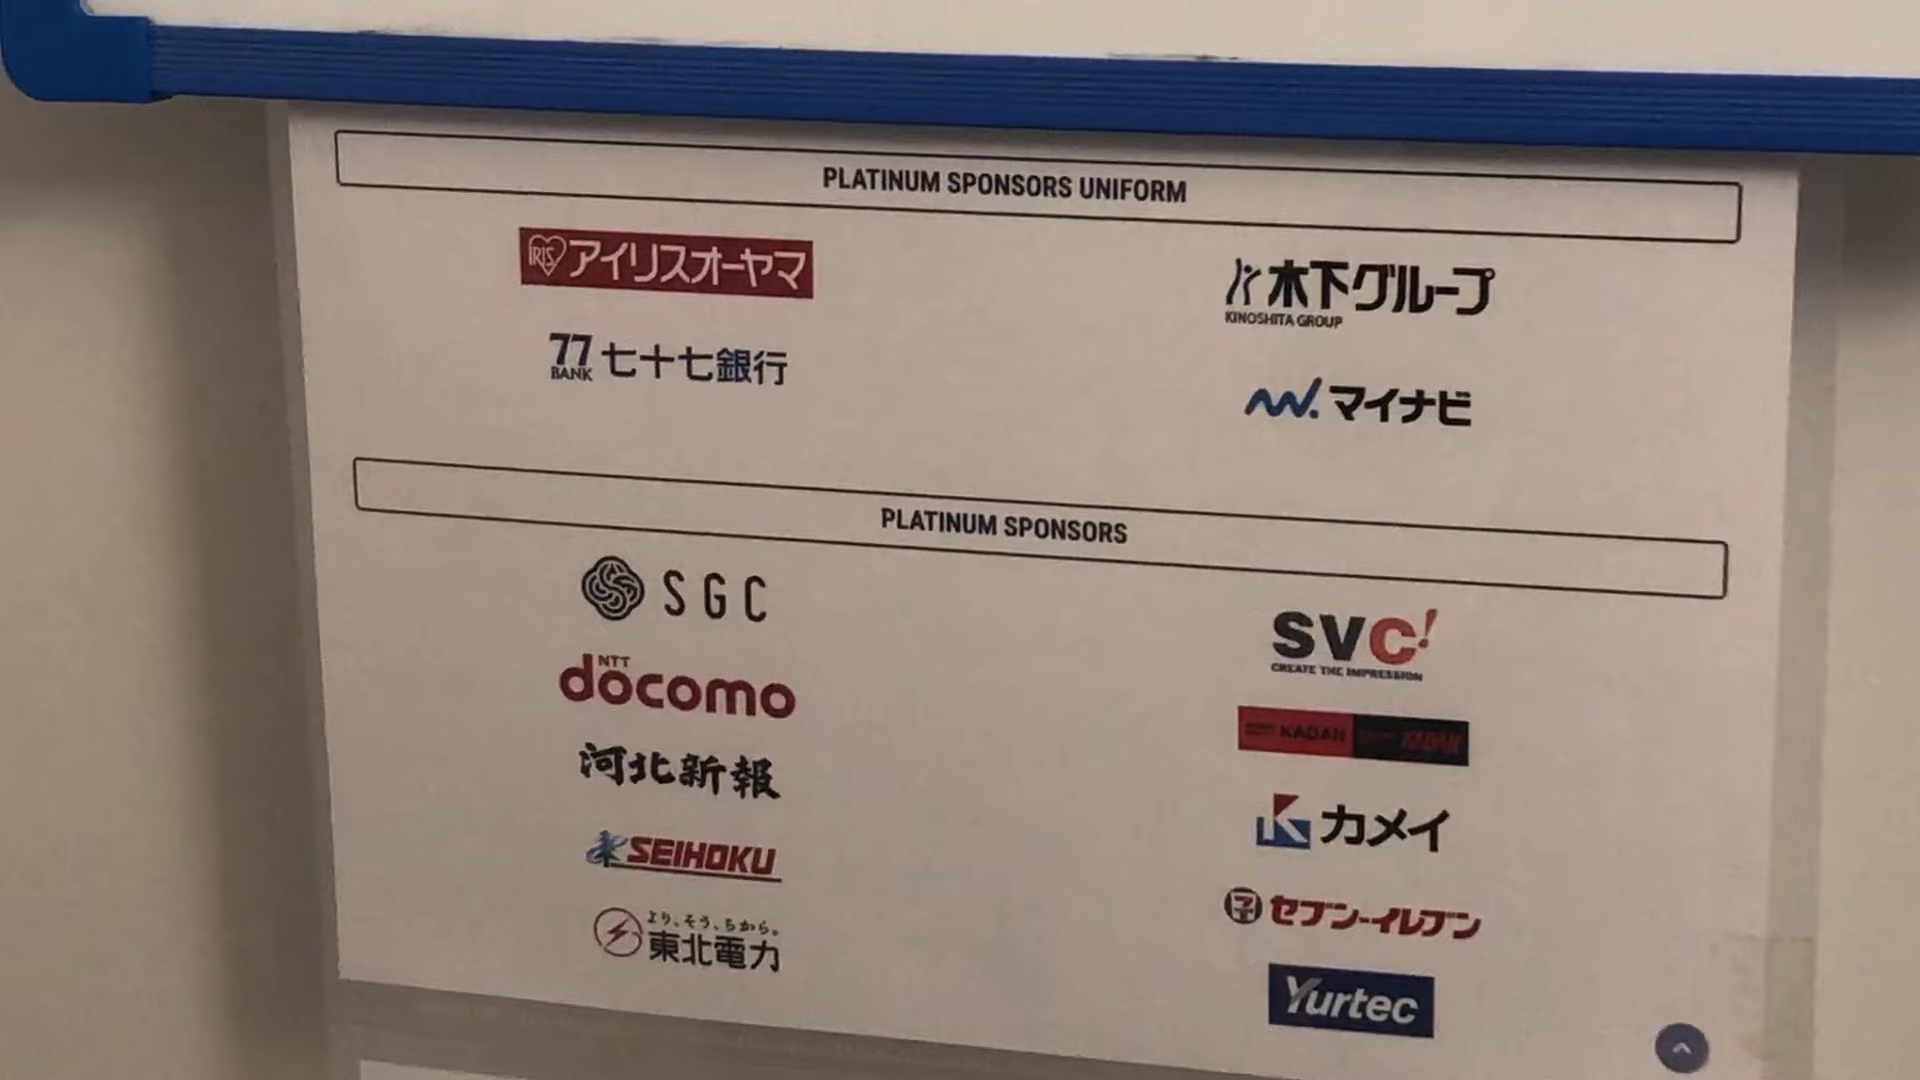 PLATINUM SPONSORS UNIFORM
IRIS アイリスオーヤマ
木下グループ
KINOSHITA GROUP
77 BANK 七十七銀行
マイナビ
PLATINUM SPONSORS
SGC
SVC!
CREATE THE IMPRESSION
NTT
docomo
KADAN KADAN
河北新報
カメイ
SEIHOKU
セブン-イレブン
より、そう、ちから。
東北電力
Yurtec